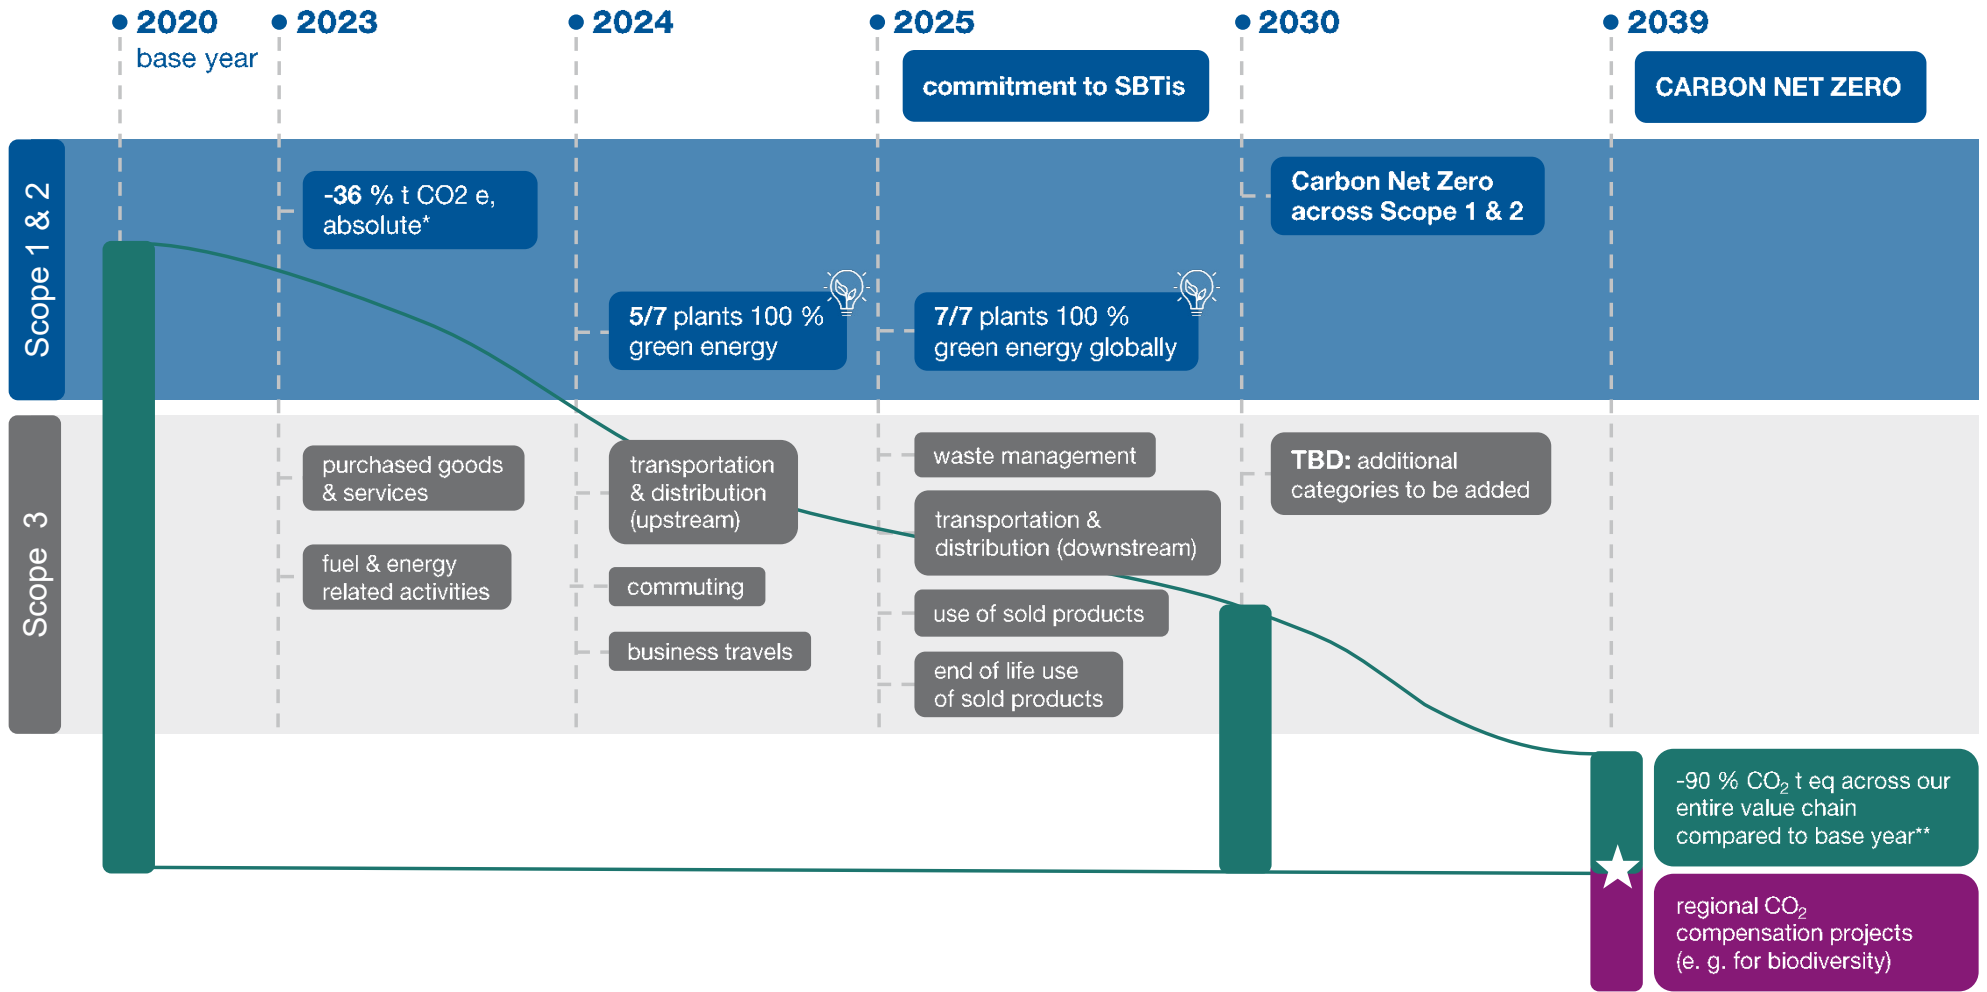 2020
base year
2023
2024
2025
2030
2039
commitment to SBTis
CARBON NET ZERO
Scope 1 & 2
-36 % t CO2 e,
absolute*
5/7 plants 100 %
green energy
7/7 plants 100 %
green energy globally
Carbon Net Zero
across Scope 1 & 2
Scope 3
purchased goods
& services
fuel & energy
related activities
transportation
& distribution
(upstream)
commuting
business travels
waste management
transportation &
distribution (downstream)
use of sold products
end of life use
of sold products
TBD: additional
categories to be added
-90 % CO₂ t eq across our
entire value chain
compared to base year**
regional CO₂
compensation projects
(e. g. for biodiversity)